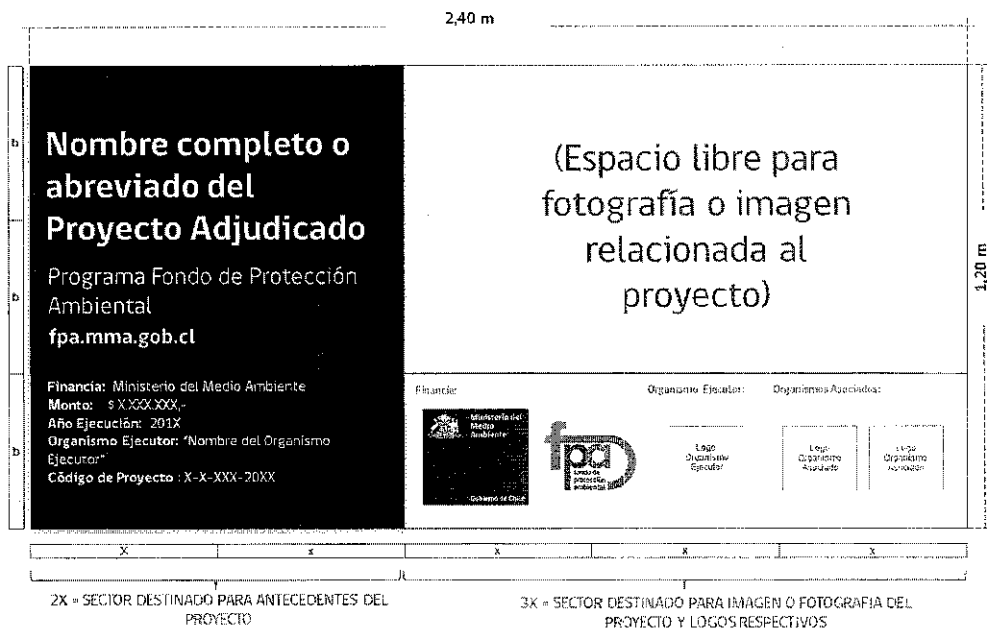 2,40 m
b
b
b
Nombre completo o
abreviado del
Proyecto Adjudicado
Programa Fondo de Protección
Ambiental
fpa.mma.gob.cl
Financia: Ministerio del Medio Ambiente
Monto: $ X.XXX.XXX,-
Año Ejecución: 201X
Organismo Ejecutor: "Nombre del Organismo
Ejecutor"
Código de Proyecto : X-X-XXX-20XX
(Espacio libre para
fotografía o imagen
relacionada al
proyecto)
1,20 m
Financia:
Ministerio del
Medio
Ambiente
Gobierno de Chile
fpa
fondo de
protección
ambiental
Organismo Ejecutor:
Logo
Organismo
Ejecutor
Organismos Asociados:
Logo
Organismo
Asociado
Logo
Organismo
Asociado
X
x
x
x
x
2X = SECTOR DESTINADO PARA ANTECEDENTES DEL
PROYECTO
3X = SECTOR DESTINADO PARA IMAGEN O FOTOGRAFIA DEL
PROYECTO Y LOGOS RESPECTIVOS